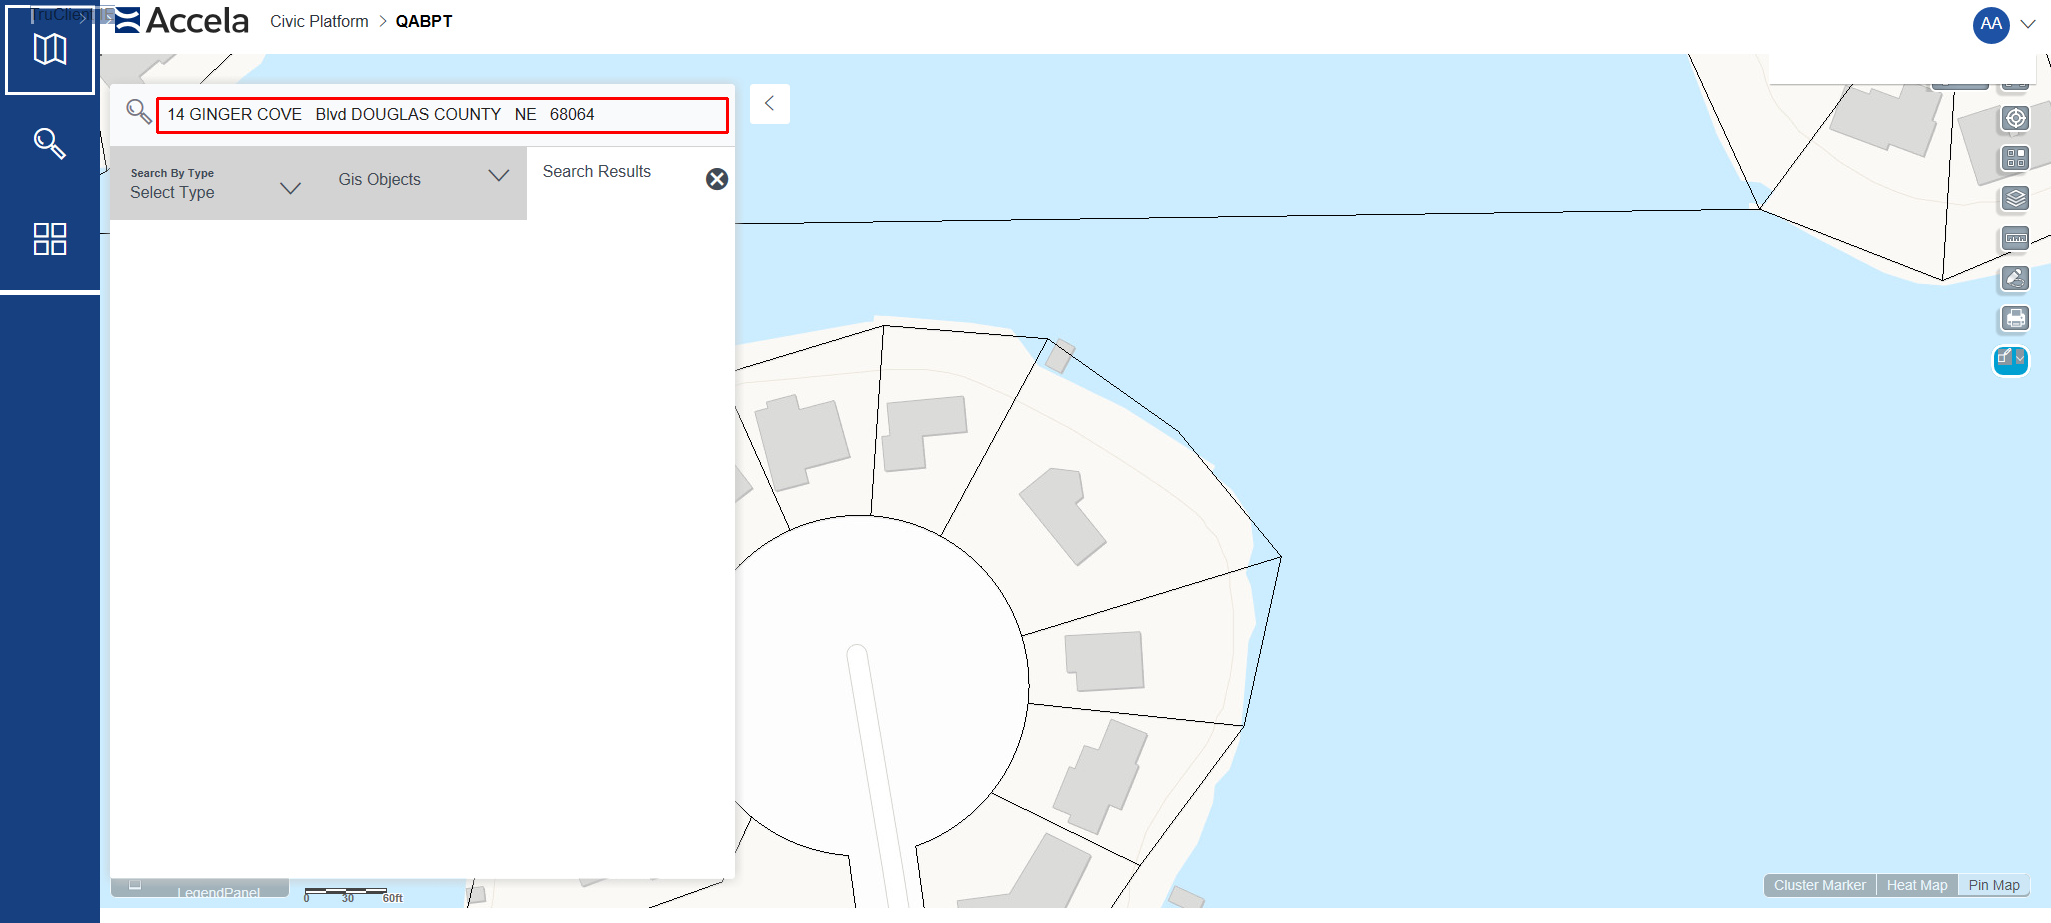 TruClient
Accela
Civic Platform > QABPT
AA
14 GINGER COVE Blvd DOUGLAS COUNTY NE 68064
Search By Type
Select Type
Gis Objects
Search Results
LegendPanel
0 30 60ft
Cluster Marker
Heat Map
Pin Map